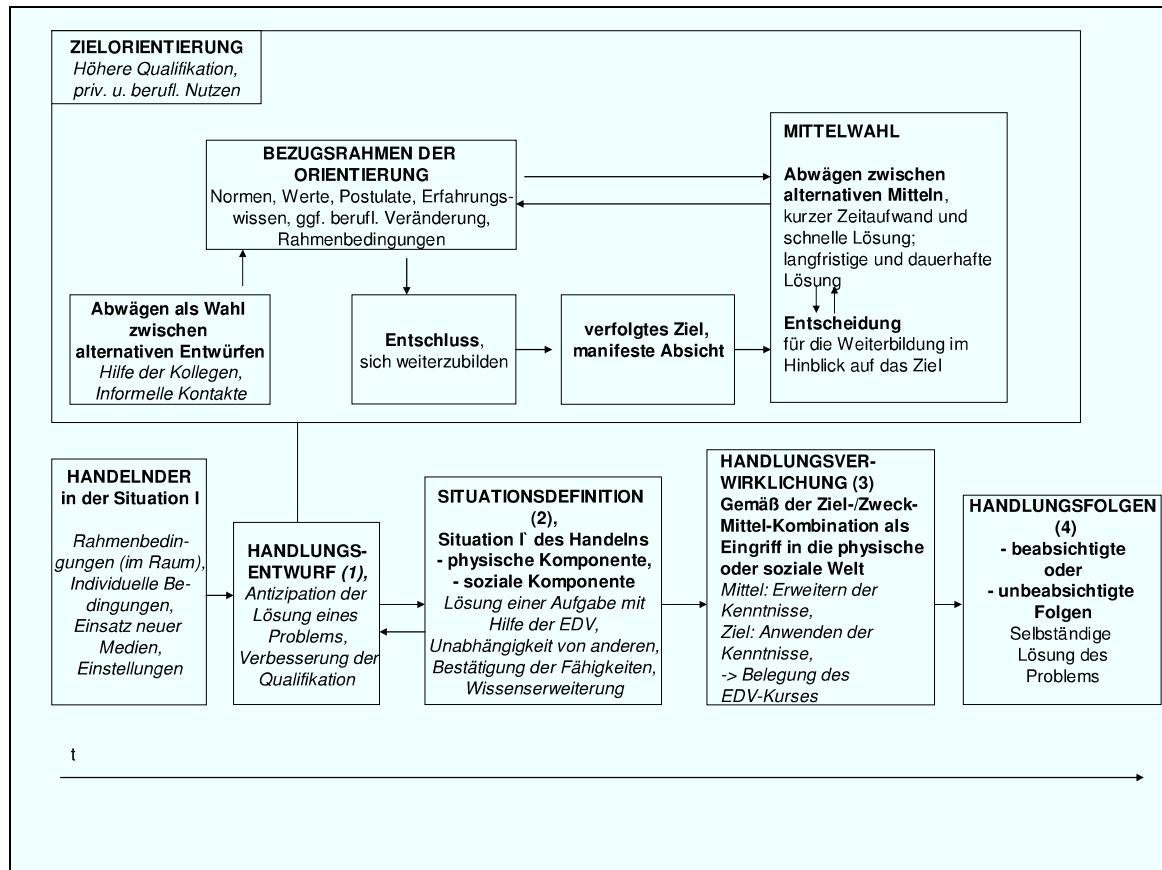 ZIELORIENTIERUNG
Höhere Qualifikation,
priv. u. berufl. Nutzen
BEZUGSRAHMEN DER
ORIENTIERUNG
Normen, Werte, Postulate, Erfahrungs-
wissen, ggf. berufl. Veränderung,
Rahmenbedingungen
MITTELWAHL
Abwägen zwischen
alternativen Mitteln,
kurzer Zeitaufwand und
schnelle Lösung;
langfristige und dauerhafte
Lösung
Entscheidung
für die Weiterbildung im
Hinblick auf das Ziel
Abwägen als Wahl
zwischen
alternativen Entwürfen
Hilfe der Kollegen,
Informelle Kontakte
Entschluss,
sich weiterzubilden
verfolgtes Ziel,
manifeste Absicht
HANDELNDER
in der Situation I
Rahmenbedin-
gungen (im Raum),
Individuelle Be-
dingungen,
Einsatz neuer
Medien,
Einstellungen
HANDLUNGS-
ENTWURF (1),
Antizipation der
Lösung eines
Problems,
Verbesserung der
Qualifikation
SITUATIONSDEFINITION
(2),
Situation I` des Handelns
- physische Komponente,
- soziale Komponente
Lösung einer Aufgabe mit
Hilfe der EDV,
Unabhängigkeit von anderen,
Bestätigung der Fähigkeiten,
Wissenserweiterung
HANDLUNGSVER-
WIRKLICHUNG (3)
Gemäß der Ziel-/Zweck-
Mittel-Kombination als
Eingriff in die physische
oder soziale Welt
Mittel: Erweitern der
Kenntnisse,
Ziel: Anwenden der
Kenntnisse,
-> Belegung des
EDV-Kurses
HANDLUNGSFOLGEN
(4)
- beabsichtigte
oder
- unbeabsichtigte
Folgen
Selbständige
Lösung des
Problems
t